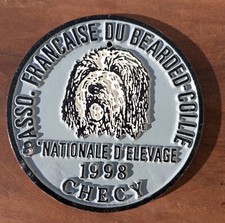 ASSO. FRANCAISE DU BEARDED-COLLIE
NATIONALE D'ELEVAGE
1998
CHECY